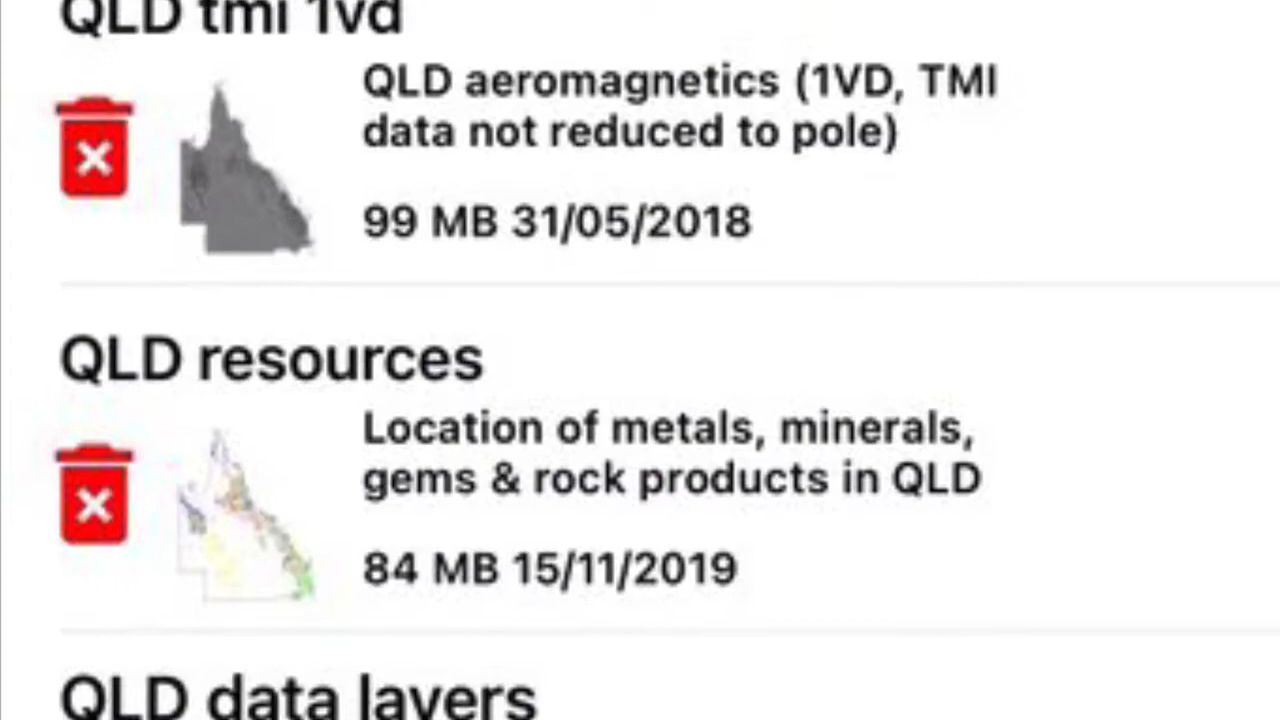 QLD tmi 1vd
QLD aeromagnetics (1VD, TMI
data not reduced to pole)
99 MB 31/05/2018
QLD resources
Location of metals, minerals,
gems & rock products in QLD
84 MB 15/11/2019
QLD data layers